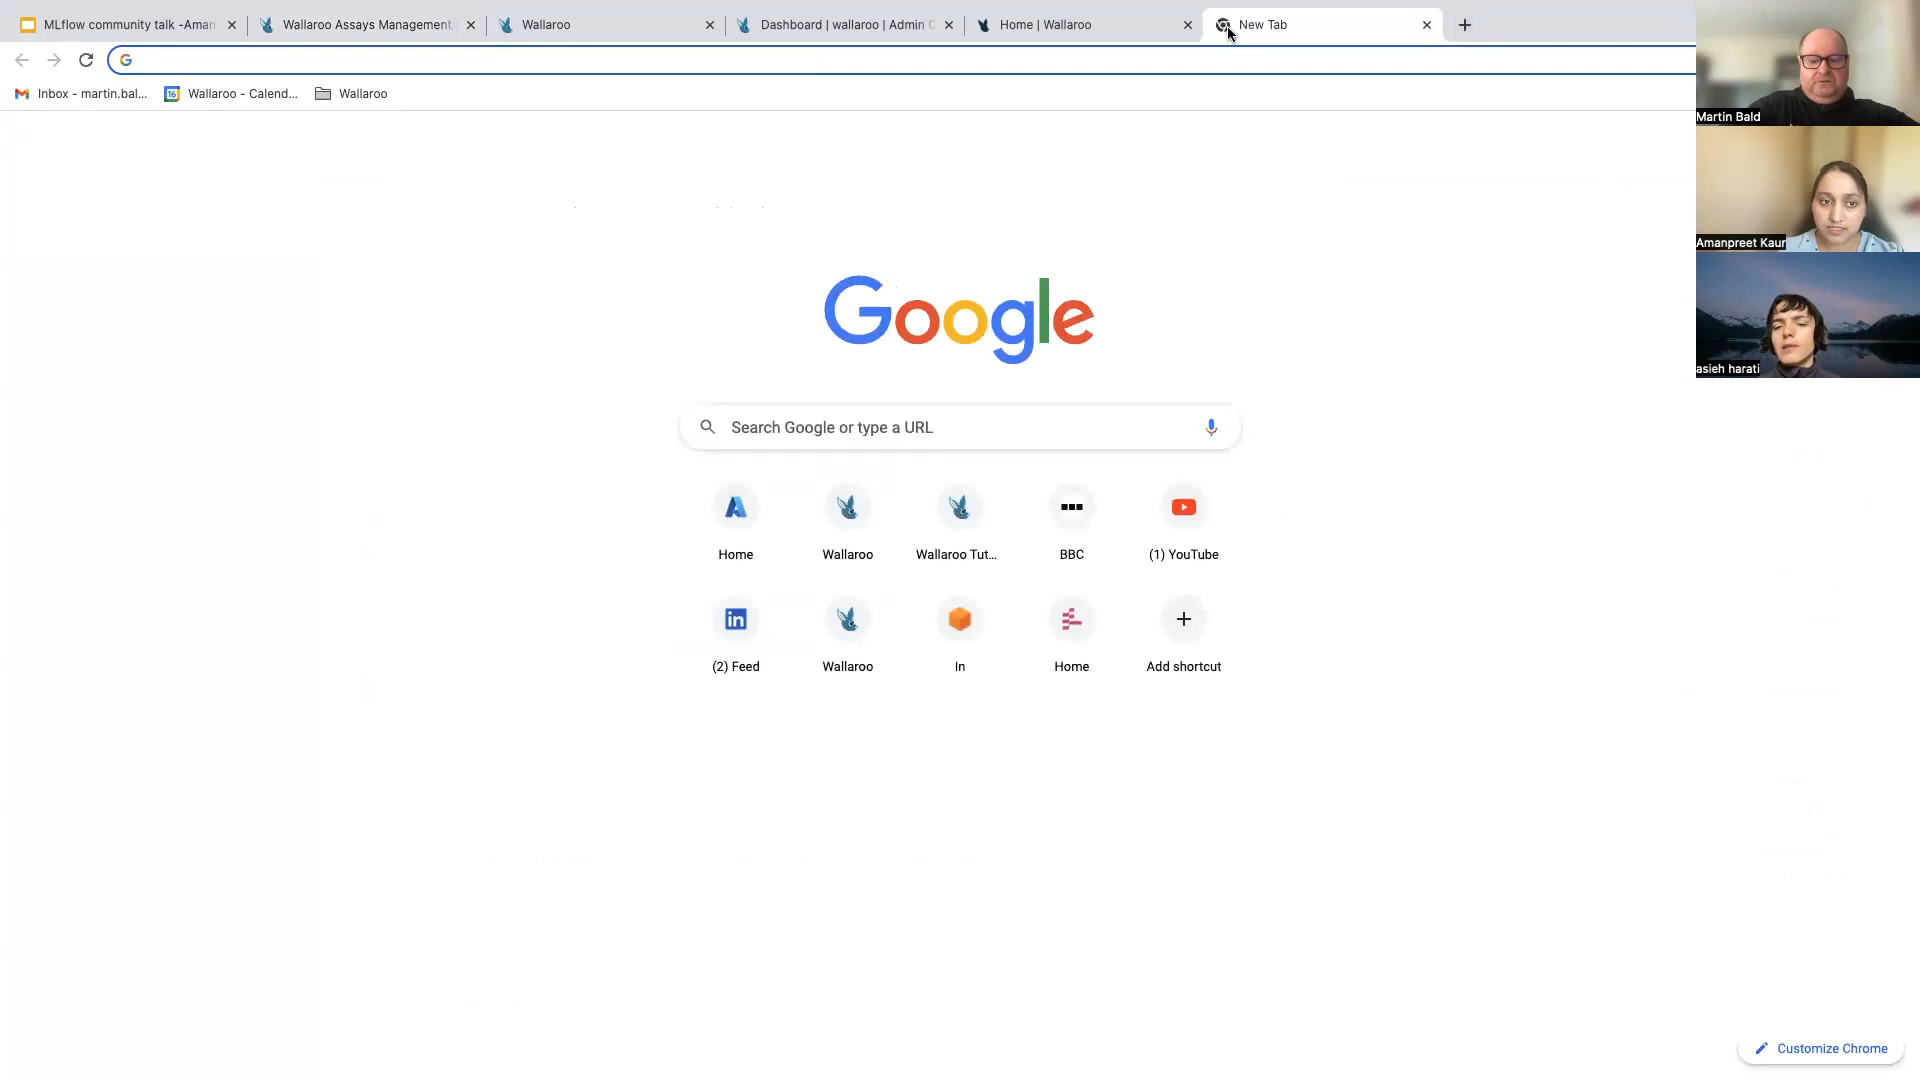 MLflow community talk -Aman
Wallaroo Assays Management
Wallaroo
Dashboard | wallaroo | Admin C
Home | Wallaroo
New Tab
Inbox - martin.bal...
16
Wallaroo - Calend...
Wallaroo
Martin Bald
Amanpreet Kaur
asieh harati
Google
Search Google or type a URL
Home
Wallaroo
Wallaroo Tut...
BBC
(1) YouTube
in
(2) Feed
Wallaroo
In
Home
Add shortcut
Customize Chrome